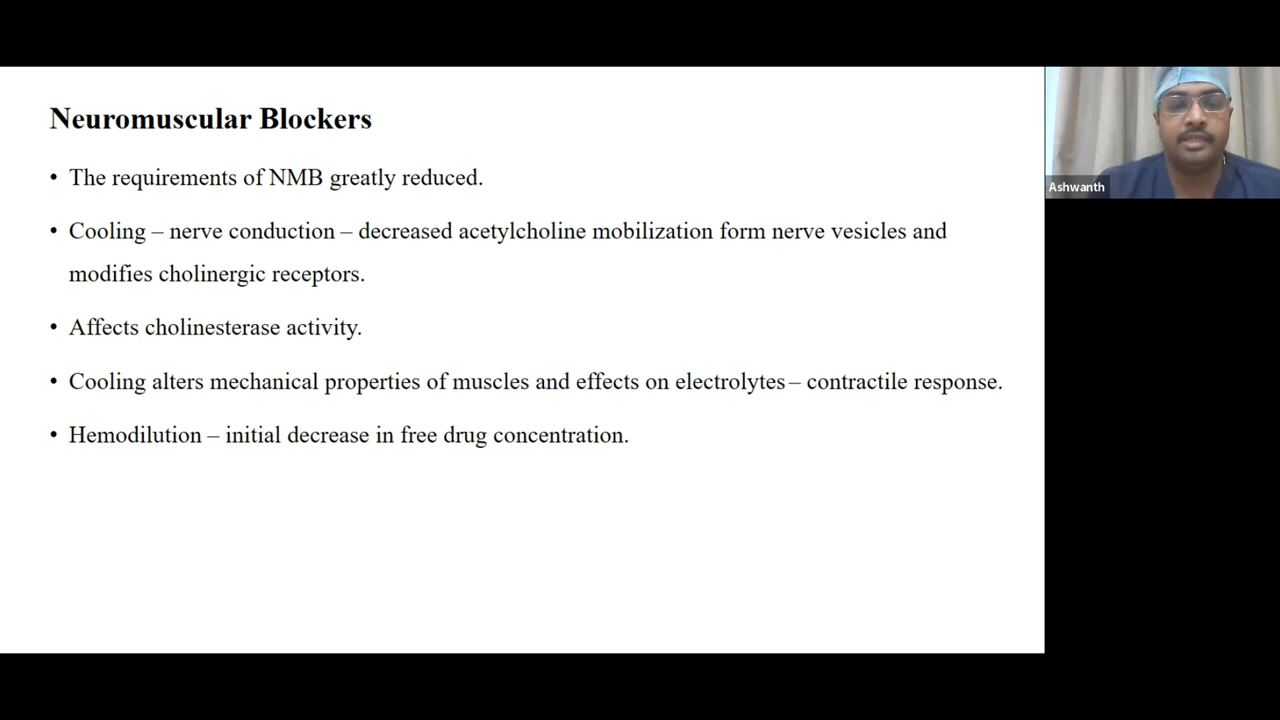 Neuromuscular Blockers
• The requirements of NMB greatly reduced.
• Cooling – nerve conduction – decreased acetylcholine mobilization form nerve vesicles and
modifies cholinergic receptors.
• Affects cholinesterase activity.
• Cooling alters mechanical properties of muscles and effects on electrolytes – contractile response.
• Hemodilution – initial decrease in free drug concentration.
Ashwanth